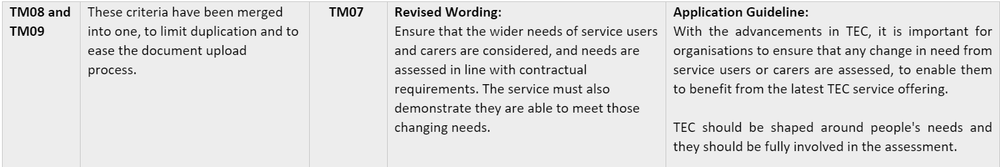 TM08 and
TM09
These criteria have been merged
into one, to limit duplication and to
ease the document upload
process.
TM07
Revised Wording:
Ensure that the wider needs of service users
and carers are considered, and needs are
assessed in line with contractual
requirements. The service must also
demonstrate they are able to meet those
changing needs.
Application Guideline:
With the advancements in TEC, it is important for
organisations to ensure that any change in need from
service users or carers are assessed, to enable them
to benefit from the latest TEC service offering.
TEC should be shaped around people's needs and
they should be fully involved in the assessment.